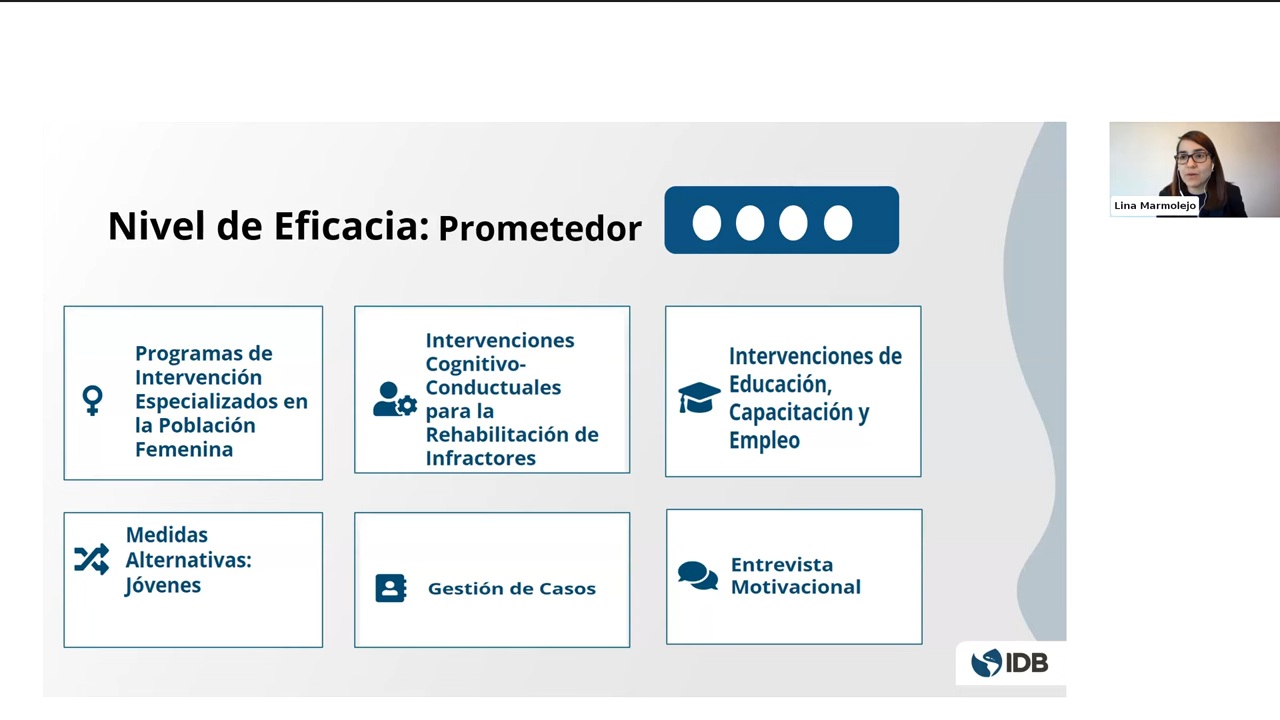 Nivel de Eficacia: Prometedor
Lina Marmolejo
Programas de
Intervención
Especializados en
la Población
Femenina
Intervenciones
Cognitivo-
Conductuales
para la
Rehabilitación de
Infractores
Intervenciones de
Educación,
Capacitación y
Empleo
Medidas
Alternativas:
Jóvenes
Gestión de Casos
Entrevista
Motivacional
IDB